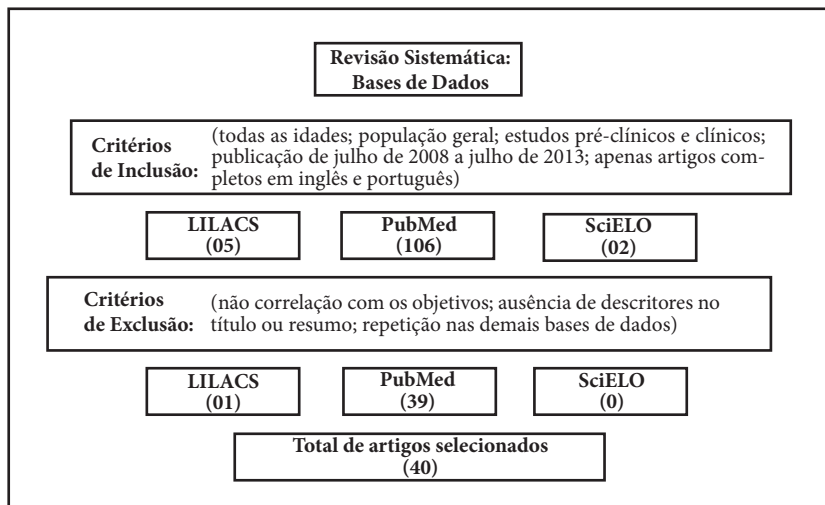 Revisão Sistemática:
Bases de Dados
Critérios
de Inclusão:
(todas as idades; população geral; estudos pré-clínicos e clínicos;
publicação de julho de 2008 a julho de 2013; apenas artigos com-
pletos em inglês e português)
LILACS
(05)
PubMed
(106)
SciELO
(02)
Critérios
de Exclusão:
(não correlação com os objetivos; ausência de descritores no
título ou resumo; repetição nas demais bases de dados)
LILACS
(01)
PubMed
(39)
SciELO
(0)
Total de artigos selecionados
(40)